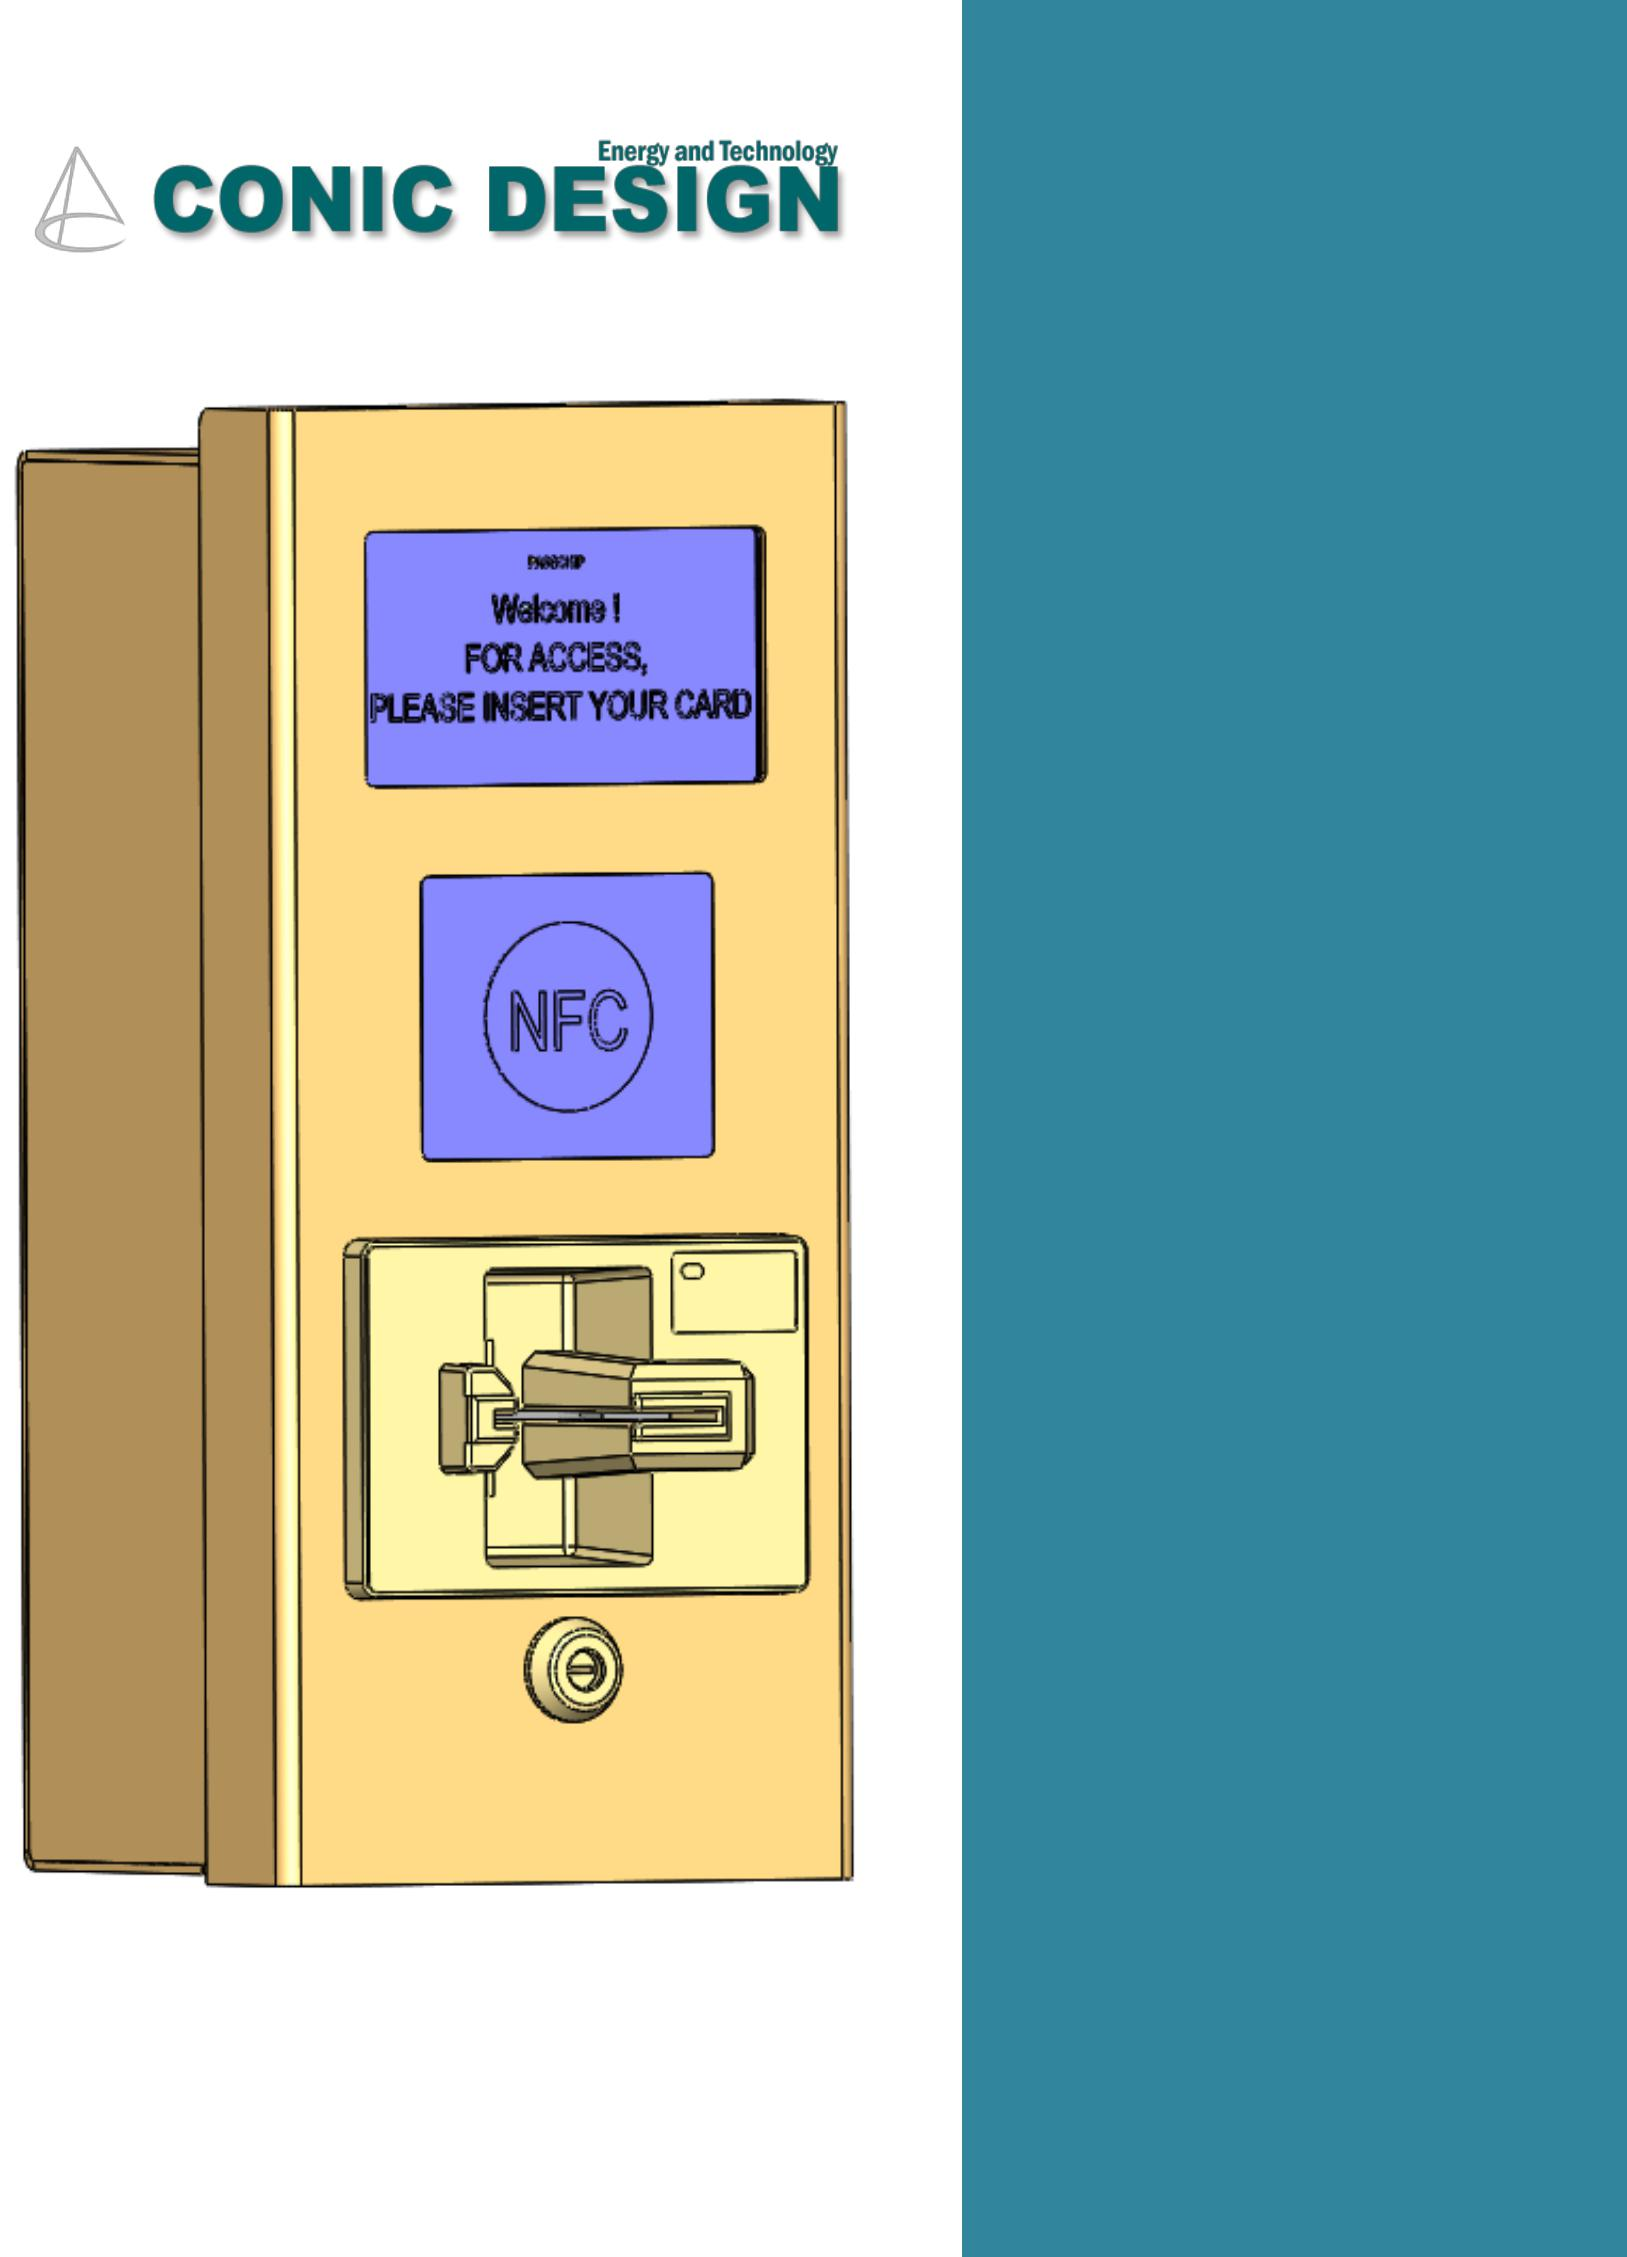 Energy and Technology
CONIC DESIGN
Welcome !
FOR ACCESS,
PLEASE INSERT YOUR CARD
NFC